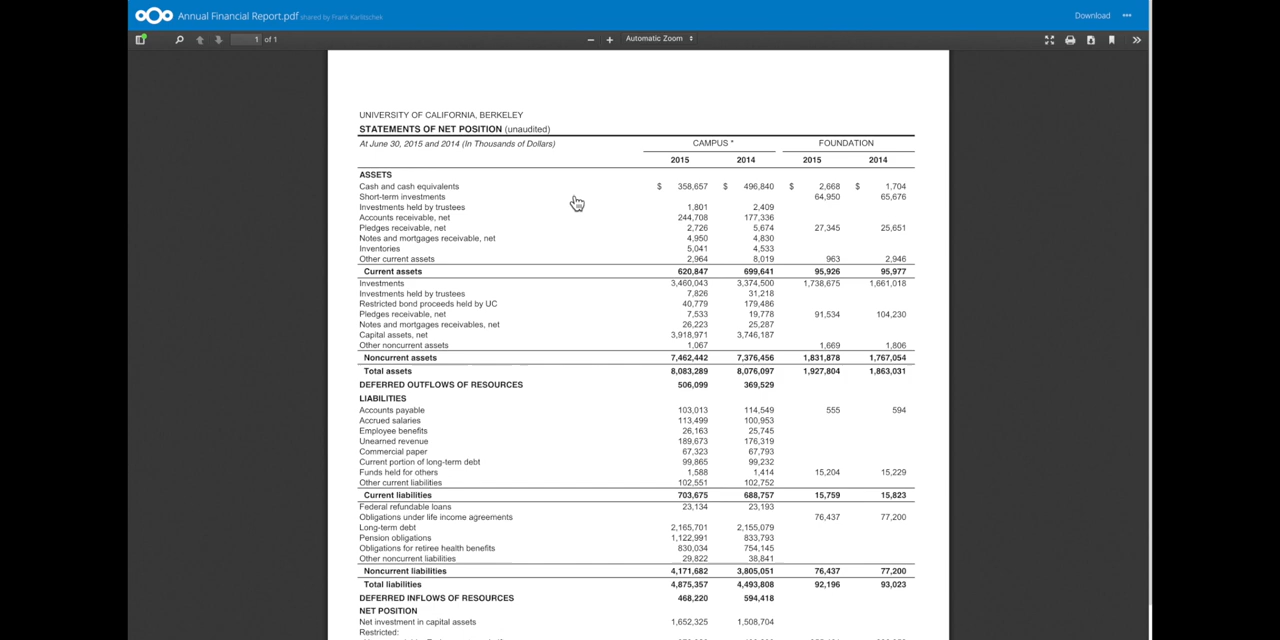 Annual Financial Report.pdf shared by Frank Karlitschek Download
1 of 1 Automatic Zoom
UNIVERSITY OF CALIFORNIA, BERKELEY
STATEMENTS OF NET POSITION (unaudited)
At June 30, 2015 and 2014 (In Thousands of Dollars) CAMPUS * FOUNDATION
2015 2014 2015 2014
ASSETS
Cash and cash equivalents $ 358,657 $ 496,840 $ 2,668 $ 1,704
Short-term investments 64,950 65,676
Investments held by trustees 1,801 2,409
Accounts receivable, net 244,708 177,336
Pledges receivable, net 2,726 5,674 27,345 25,651
Notes and mortgages receivable, net 4,950 4,830
Inventories 5,041 4,533
Other current assets 2,964 8,019 963 2,946
Current assets 620,847 699,641 95,926 95,977
Investments 3,460,043 3,374,500 1,738,675 1,661,018
Investments held by trustees 7,826 31,218
Restricted bond proceeds held by UC 40,779 179,486
Pledges receivable, net 7,533 19,778 91,534 104,230
Notes and mortgages receivables, net 26,223 25,287
Capital assets, net 3,918,971 3,746,187
Other noncurrent assets 1,067 1,669 1,806
Noncurrent assets 7,462,442 7,376,456 1,831,878 1,767,054
Total assets 8,083,289 8,076,097 1,927,804 1,863,031
DEFERRED OUTFLOWS OF RESOURCES 506,099 369,529
LIABILITIES
Accounts payable 103,013 114,549 555 594
Accrued salaries 113,499 100,953
Employee benefits 26,163 25,745
Unearned revenue 189,673 176,319
Commercial paper 67,323 67,793
Current portion of long-term debt 99,865 99,232
Funds held for others 1,588 1,414 15,204 15,229
Other current liabilities 102,551 102,752
Current liabilities 703,675 688,757 15,759 15,823
Federal refundable loans 23,134 23,193
Obligations under life income agreements 76,437 77,200
Long-term debt 2,165,701 2,155,079
Pension obligations 1,122,991 833,793
Obligations for retiree health benefits 830,034 754,145
Other noncurrent liabilities 29,822 38,841
Noncurrent liabilities 4,171,682 3,805,051 76,437 77,200
Total liabilities 4,875,357 4,493,808 92,196 93,023
DEFERRED INFLOWS OF RESOURCES 468,220 594,418
NET POSITION
Net investment in capital assets 1,652,325 1,508,704
Restricted: